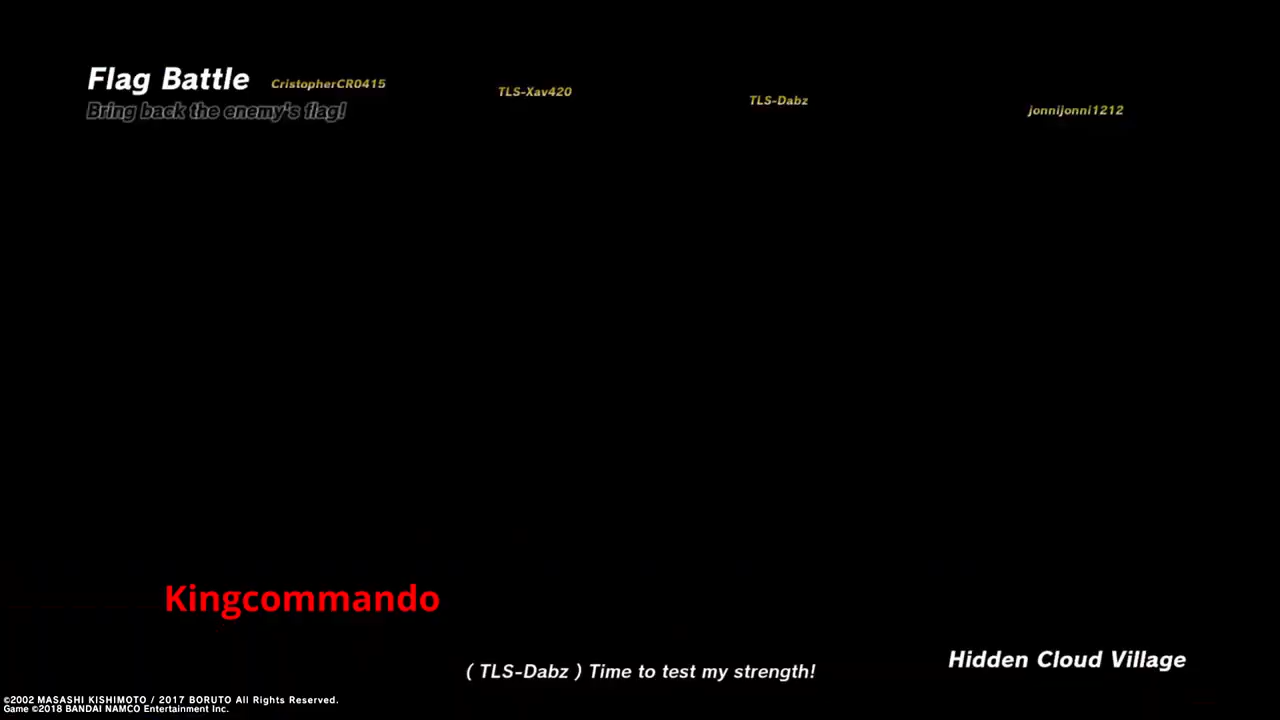 Flag Battle
CristopherCR0415
TLS-Xav420
TLS-Dabz
jonnijonni1212
Bring back the enemy's flag!
Kingcommando
( TLS-Dabz ) Time to test my strength!
Hidden Cloud Village
©2002 MASASHI KISHIMOTO / 2017 BORUTO All Rights Reserved.
Game ©2018 BANDAI NAMCO Entertainment Inc.